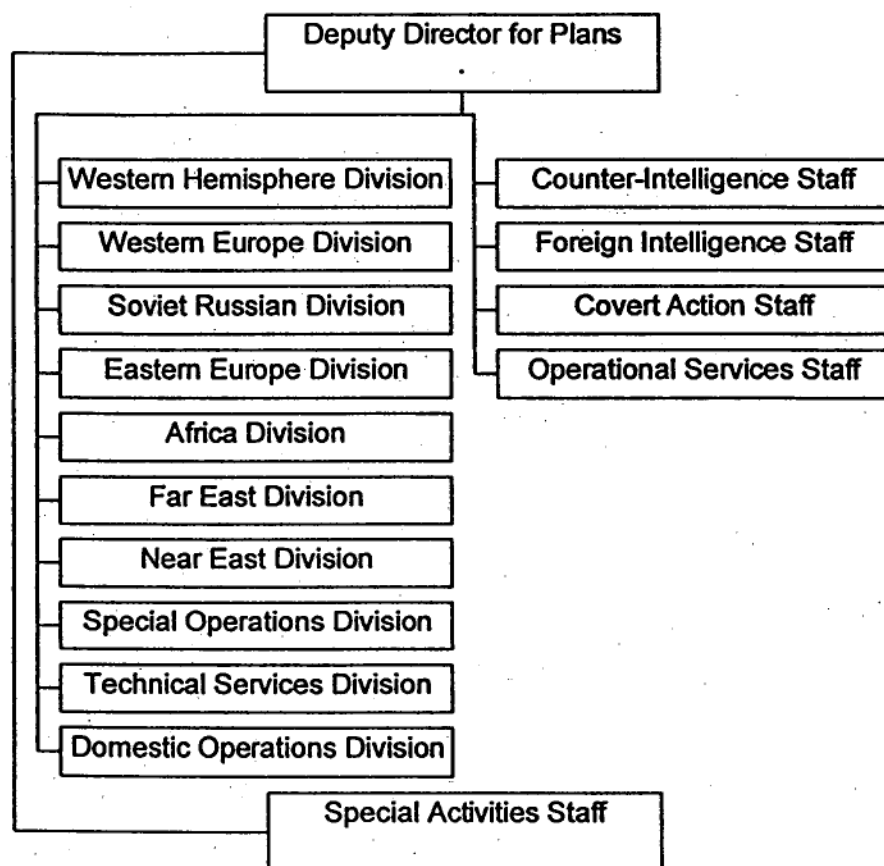 Deputy Director for Plans
Western Hemisphere Division
Western Europe Division
Soviet Russian Division
Eastern Europe Division
Africa Division
Far East Division
Near East Division
Special Operations Division
Technical Services Division
Domestic Operations Division
Counter-Intelligence Staff
Foreign Intelligence Staff
Covert Action Staff
Operational Services Staff
Special Activities Staff